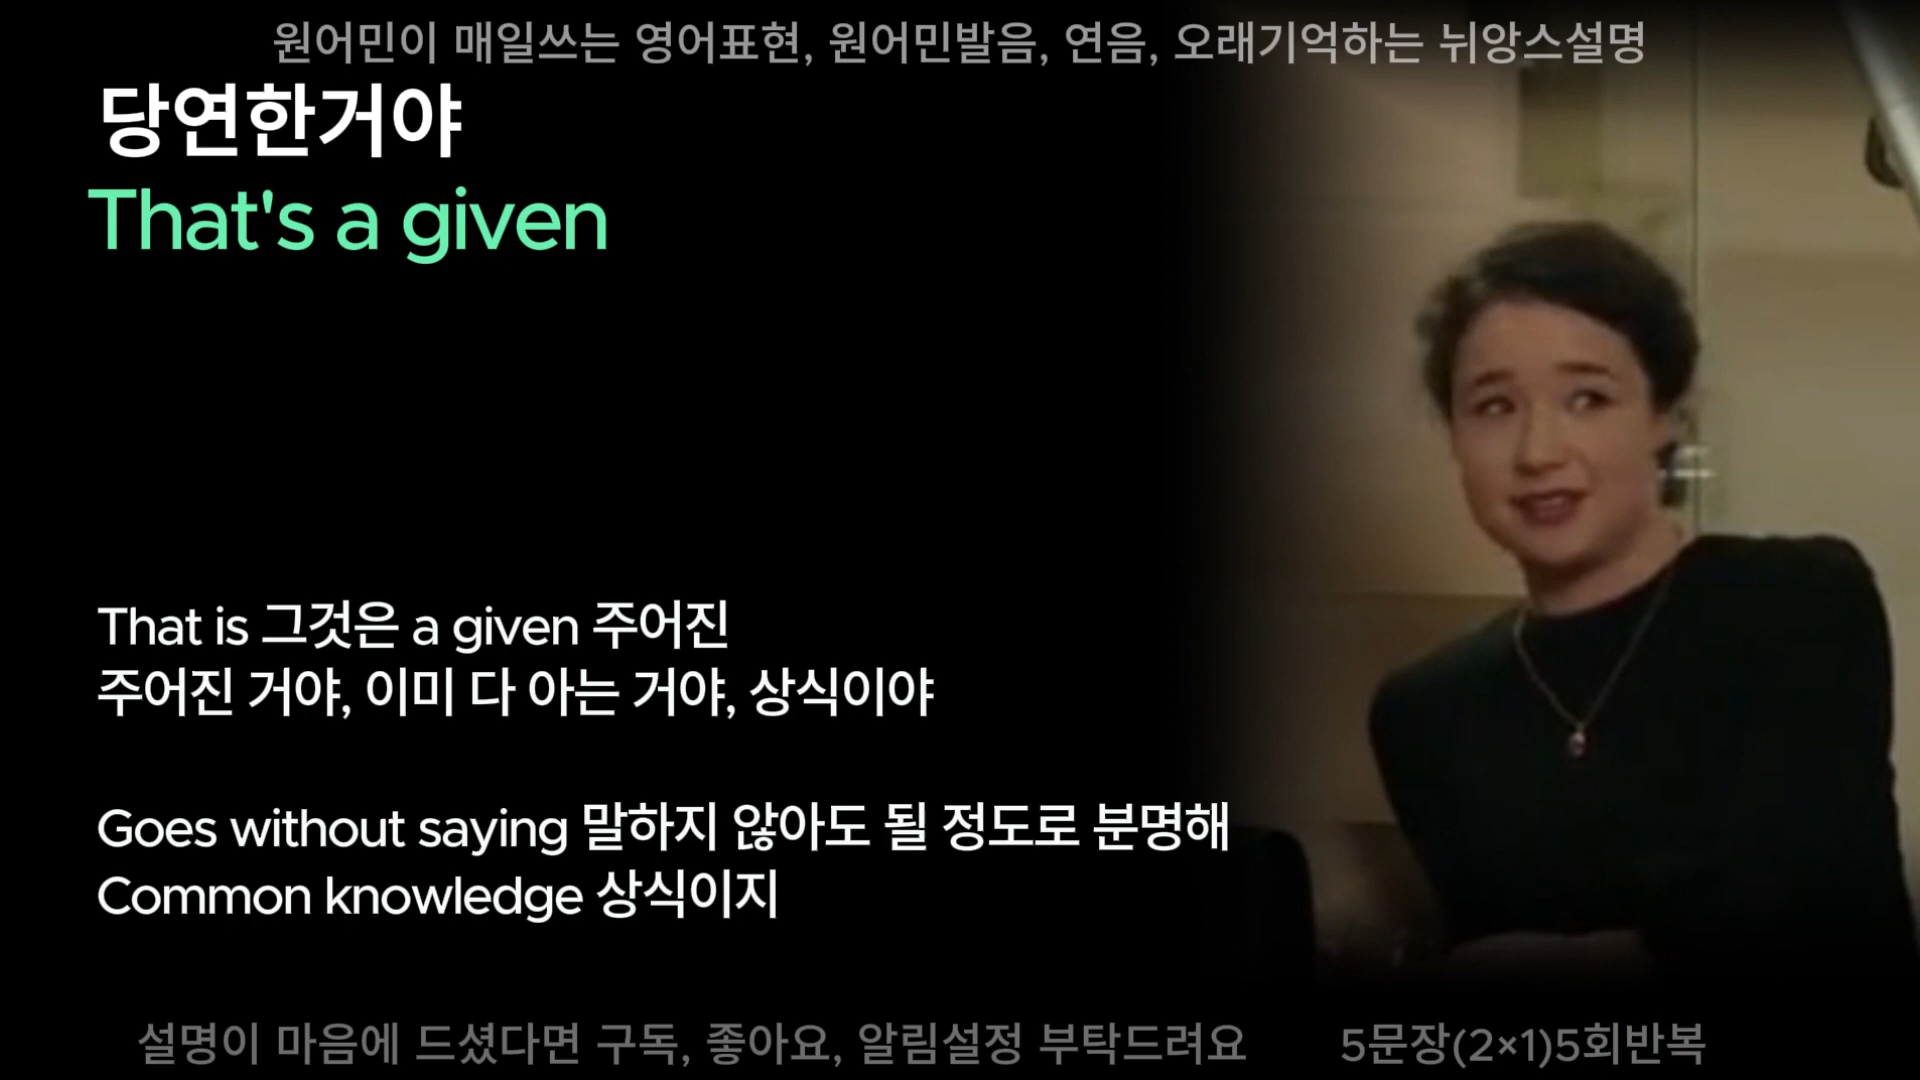 원어민이 매일쓰는 영어표현, 원어민발음, 연음, 오래기억하는 뉘앙스설명
당연한거야
That's a given
That is 그것은 a given 주어진
주어진 거야, 이미 다 아는 거야, 상식이야
Goes without saying 말하지 않아도 될 정도로 분명해
Common knowledge 상식이지
설명이 마음에 드셨다면 구독, 좋아요, 알림설정 부탁드려요 5문장(2×1)5회반복